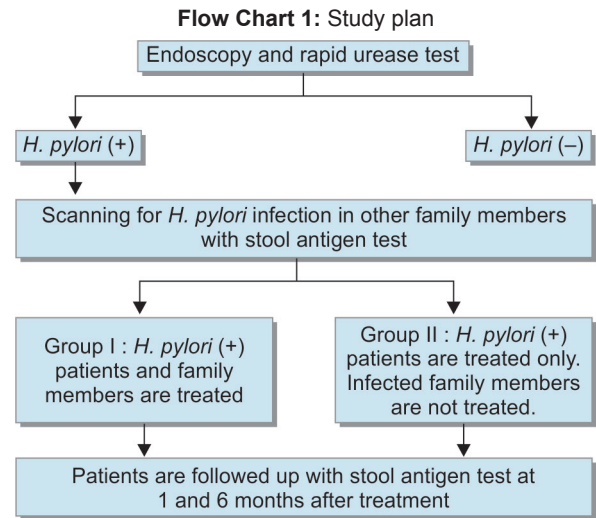 Flow Chart 1: Study plan
Endoscopy and rapid urease test
H. pylori (+)
H. pylori (–)
Scanning for H. pylori infection in other family members
with stool antigen test
Group I : H. pylori (+)
patients and family
members are treated
Group II : H. pylori (+)
patients are treated only.
Infected family members
are not treated.
Patients are followed up with stool antigen test at
1 and 6 months after treatment